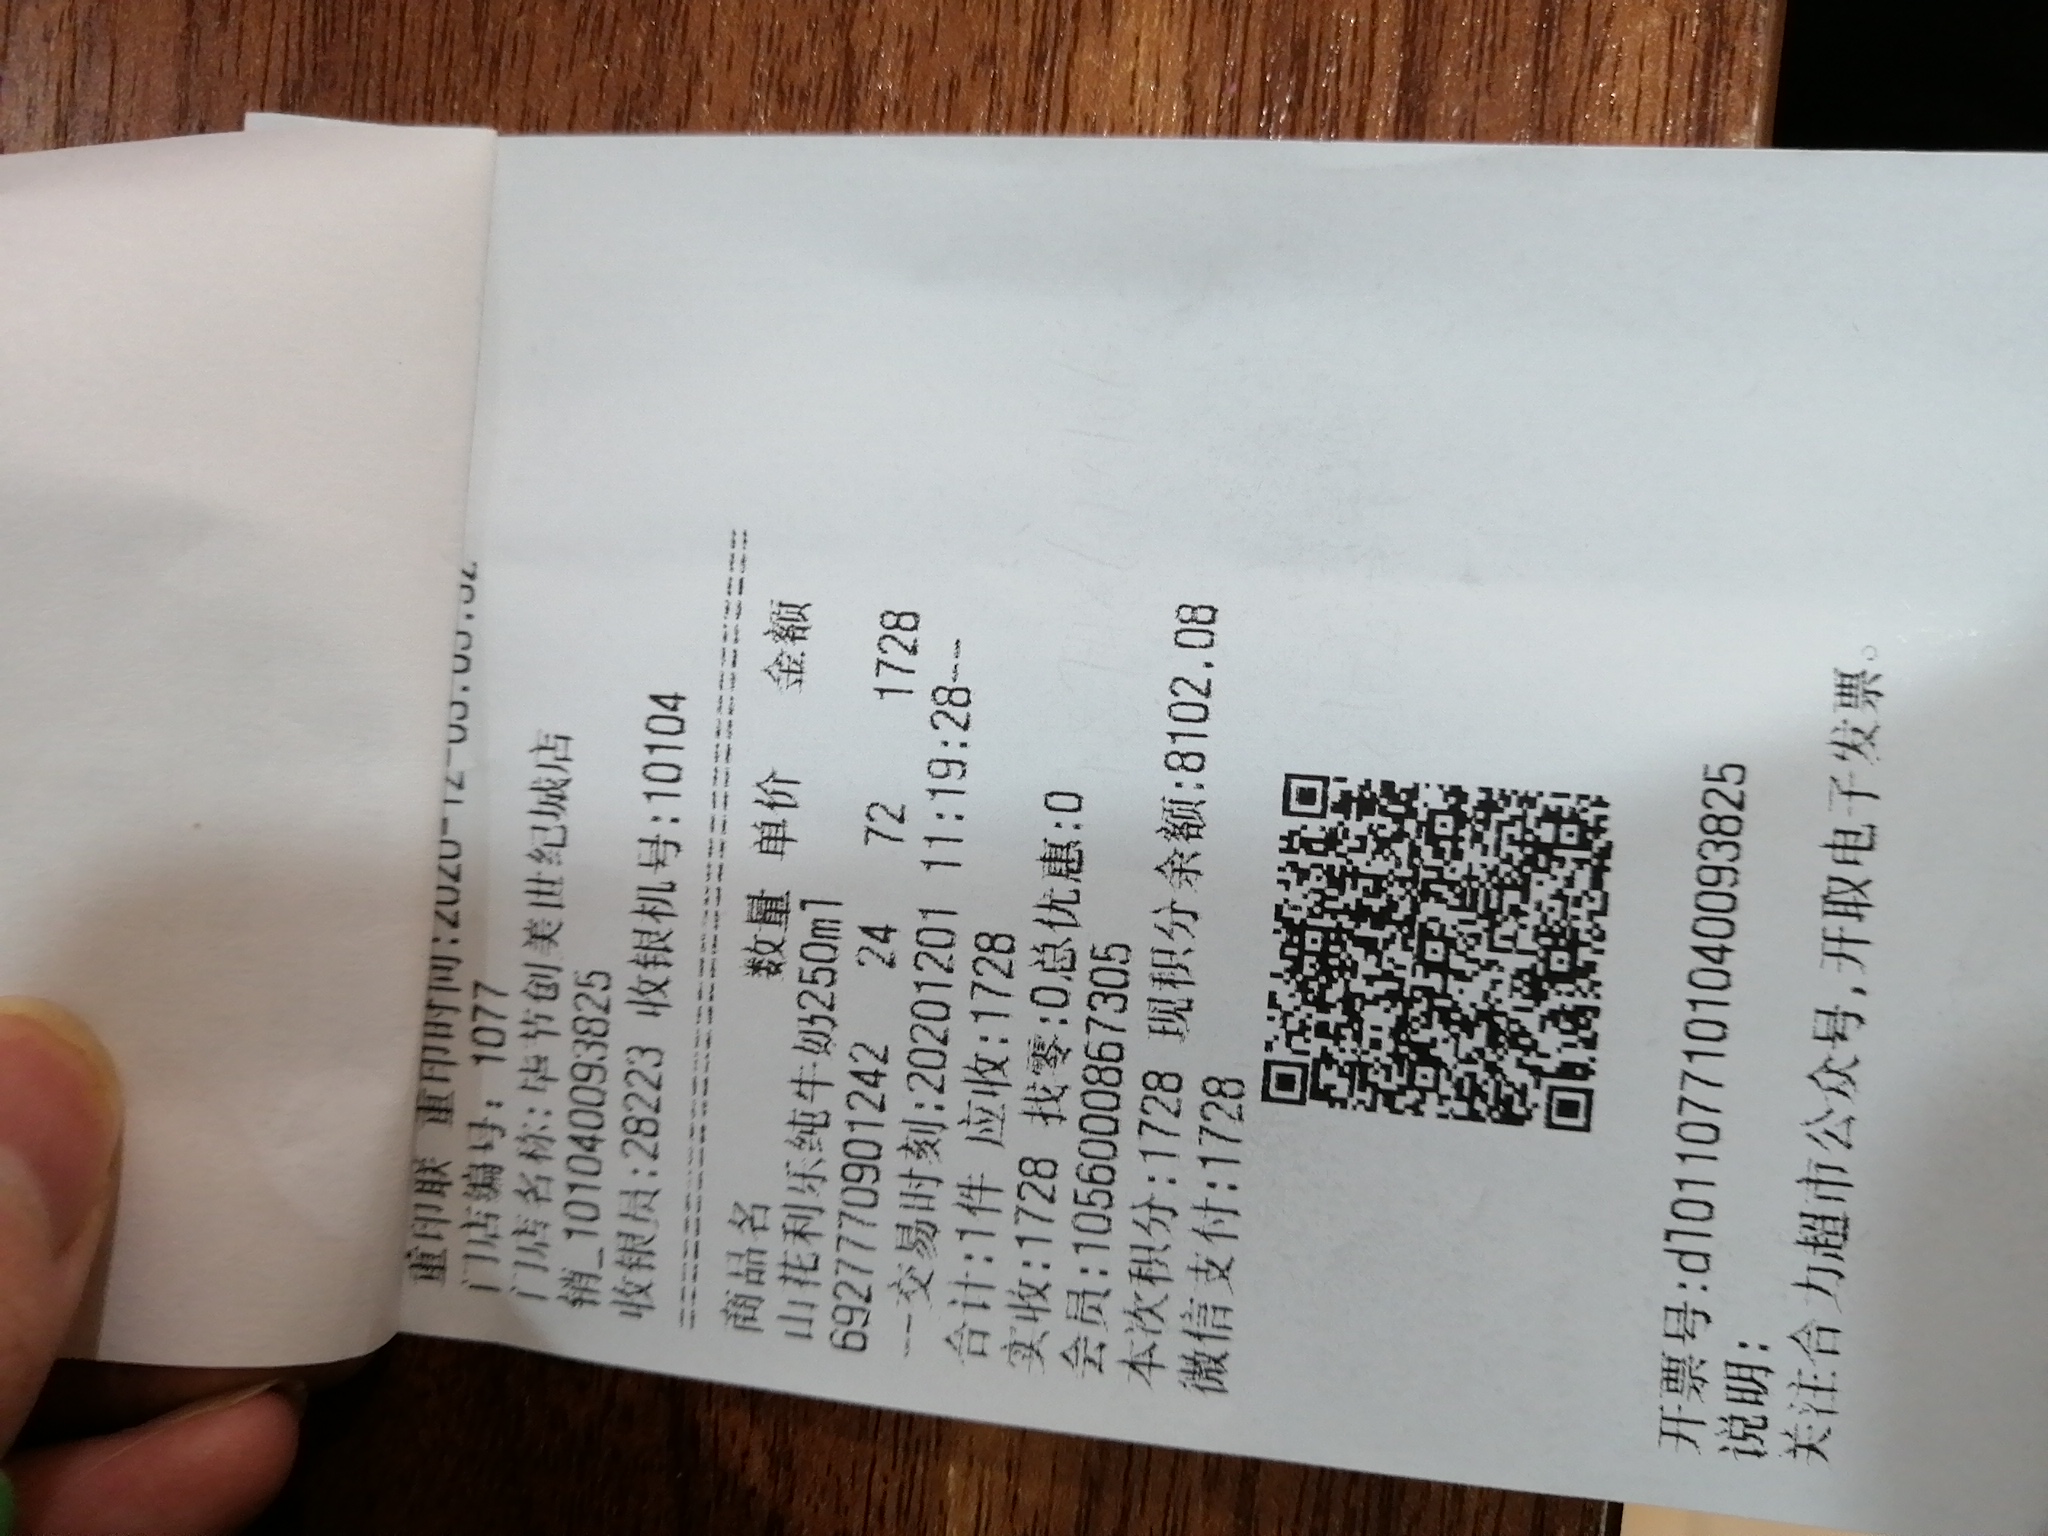 重印联 重印时间:2020-12-03.03:32
门店编号: 1077
门店名称:毕节创美世纪城店
销_101040093825
收银员:28223 收银机号:10104
商品名 数量 单价 金额
山花利乐纯牛奶250ml
6927770901242 24 72 1728
--交易时刻:20201201 11:19:28--
合计:1件 应收:1728
实收:1728 找零:0总优惠:0
会员:1056000867305
本次积分:1728 现积分余额:8102.08
微信支付:1728
开票号:d101107710104009​3825
说明:
关注合力超市公众号,开取电子发票。